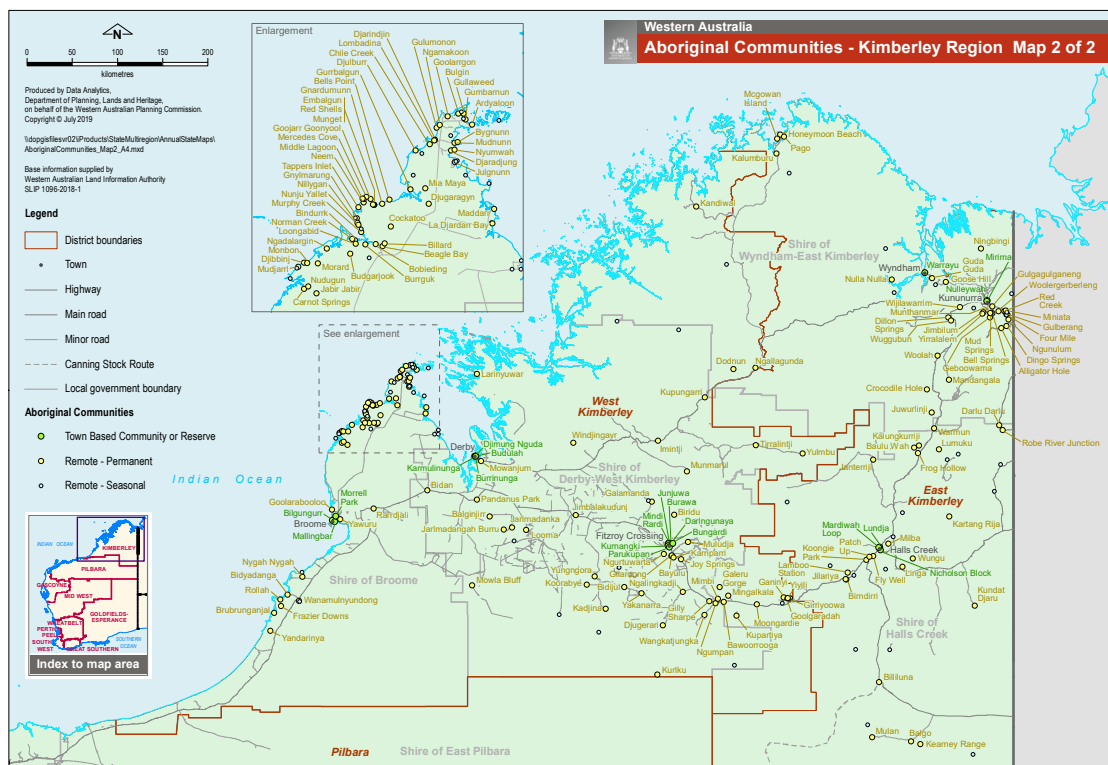 Western Australia
Aboriginal Communities - Kimberley Region Map 2 of 2
N
0 50 100 150 200
kilometres
Produced by Data Analytics,
Department of Planning, Lands and Heritage,
on behalf of the Western Australian Planning Commission.
Copyright © July 2019
\\dopgisfilesvr02\IProducts\StateMultiregion\AnnualStateMaps\
AboriginalCommunities_Map2_A4.mxd
Base information supplied by
Western Australian Land Information Authority
SLIP 1096-2018-1
Legend
District boundaries
Town
Highway
Main road
Minor road
Canning Stock Route
Local government boundary
Aboriginal Communities
Town Based Community or Reserve
Remote - Permanent
Remote - Seasonal
Indian Ocean
INDIAN OCEAN
KIMBERLEY
PILBARA
GASCOYNE
MID WEST
GOLDFIELDS-
ESPERANCE
WHEATBELT
PERTH
PEEL
SOUTH
WEST
GREAT SOUTHERN
SOUTHERN
OCEAN
Index to map area
Enlargement
Djarindjin
Lombadina
Chile Creek
Djulburr
Gurrbalgun
Bells Point
Gnardumunn
Embalgun
Red Shells
Munget
Goojarr Goonyool
Mercedes Cove
Middle Lagoon
Neem
Tappers Inlet
Gnylmarung
Nillygan
Nunju Yallet
Murphy Creek
Bindurrk
Norman Creek
Loongabid
Ngadalargin
Monbon
Djibbinj
Mudjarrl
Gulumonon
Ngamakoon
Goolarrgon
Bulgin
Gullaweed
Gumbarnun
Ardyaloon
Bygnunn
Mudnunn
Nyumwah
Djaradjung
Julgnunn
Mia Maya
Djugaragyn
Maddarr
La Djardarr Bay
Cockatoo
Billard
Beagle Bay
Bobieding
Burrguk
Budgarjook
Morard
Nudugun
Jabir Jabir
Carnot Springs
See enlargement
Mcgowan
Island
Honeymoon Beach
Pago
Kalumburu
Kandiwal
Shire of
Wyndham-East Kimberley
Ningbingi
Wyndham
Warrayu
Mirima
Guda
Guda
Goose Hill
Nulla Nulla
Nulleywah
Kununurra
Gulgagulganeng
Woolergerberleng
Red
Creek
Miniata
Gulberang
Four Mile
Ngunulum
Dingo Springs
Alligator Hole
Wijilawarrim
Munthanmar
Dillon
Springs
Wuggubun
Jimbilum
Yirralalem
Mud
Springs
Bell Springs
Geboowama
Woolah
Mandangala
Crocodile Hole
Juwurlinji
Darlu Darlu
Robe River Junction
Warmun
Kalungkurriji
Baulu Wah
Lumuku
Frog Hollow
Janterriji
East
Kimberley
Larinyuwar
Dodnun
Ngallagunda
Kupungarri
West
Kimberley
Windjingayr
Imintji
Tirralintji
Yulmbu
Munmarul
Shire of
Derby-West Kimberley
Derby
Djimung Nguda
Budulah
Karmulinunga
Mowanjum
Burrinunga
Bidan
Pandanus Park
Jimbalakudunj
Galamanda
Junjuwa
Burawa
Biridu
Mindi
Rardi
Darlngunaya
Bungardi
Fitzroy Crossing
Kurnangki
Parukupan
Muludja
Kampam
Ngurtuwarta
Joy Springs
Bayulu
Gillarong
Ngalingkadji
Goolarabooloo
Morrell
Park
Bilgungurr
Broome
Yawuru
Mallingbar
Ramdjali
Balginjirr
Jarlmadangah Burru
Jarlmadanka
Looma
Mowla Bluff
Yungngora
Koorabye
Bidijul
Yakanarra
Kadjina
Djugerari
Gilly
Sharpe
Mimbi
Galeru
Gorge
Mingalkala
Ganinyi
Yiyili
Girriyoowa
Goolgaradah
Moongardie
Kupartiya
Bawoorrooga
Ngumpan
Wangkatjungka
Kurlku
Nygah Nygah
Bidyadanga
Rollah
Wanamulnyundong
Brubrunganjal
Frazier Downs
Yandarinya
Shire of Broome
Mardiwah
Loop
Lundja
Milba
Halls Creek
Wungu
Kartang Rija
Koongie
Park
Patch
Up
Lamboo
Station
Jilariya
Bimdirri
Fly Well
Linga
Nicholson Block
Kundat
Djaru
Shire of
Halls Creek
Billiluna
Mulan
Balgo
Kearney Range
Pilbara
Shire of East Pilbara